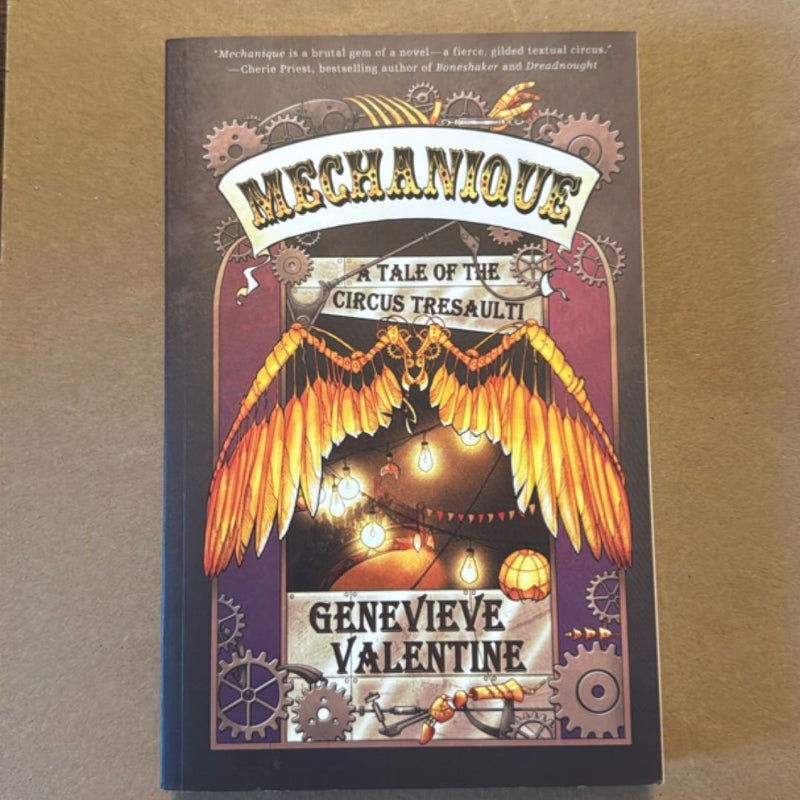 "Mechanique is a brutal gem of a novel—a fierce, gilded textual circus."
—Cherie Priest, bestselling author of Boneshaker and Dreadnought
MECHANIQUE
A TALE OF THE
CIRCUS TRESAULTI
GENEVIEVE
VALENTINE